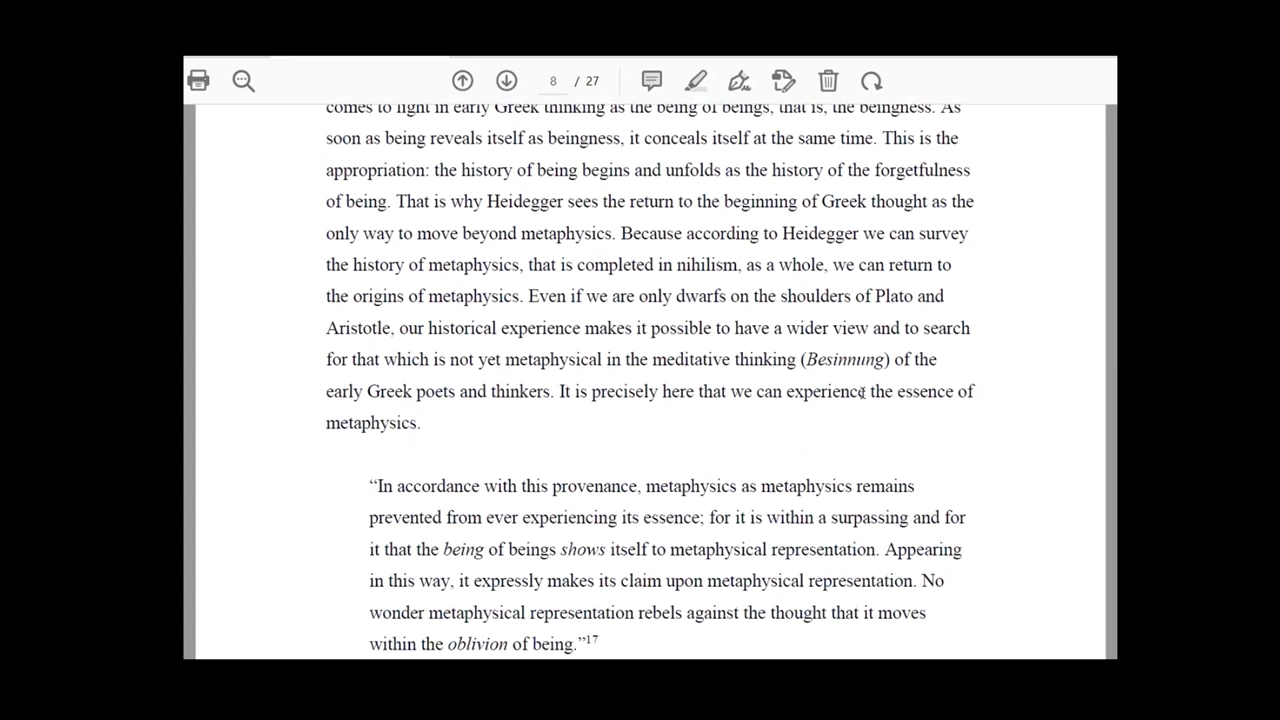 8 / 27
comes to light in early Greek thinking as the being of beings, that is, the beingness. As
soon as being reveals itself as beingness, it conceals itself at the same time. This is the
appropriation: the history of being begins and unfolds as the history of the forgetfulness
of being. That is why Heidegger sees the return to the beginning of Greek thought as the
only way to move beyond metaphysics. Because according to Heidegger we can survey
the history of metaphysics, that is completed in nihilism, as a whole, we can return to
the origins of metaphysics. Even if we are only dwarfs on the shoulders of Plato and
Aristotle, our historical experience makes it possible to have a wider view and to search
for that which is not yet metaphysical in the meditative thinking (Besinnung) of the
early Greek poets and thinkers. It is precisely here that we can experience the essence of
metaphysics.
“In accordance with this provenance, metaphysics as metaphysics remains
prevented from ever experiencing its essence; for it is within a surpassing and for
it that the being of beings shows itself to metaphysical representation. Appearing
in this way, it expressly makes its claim upon metaphysical representation. No
wonder metaphysical representation rebels against the thought that it moves
within the oblivion of being.”17